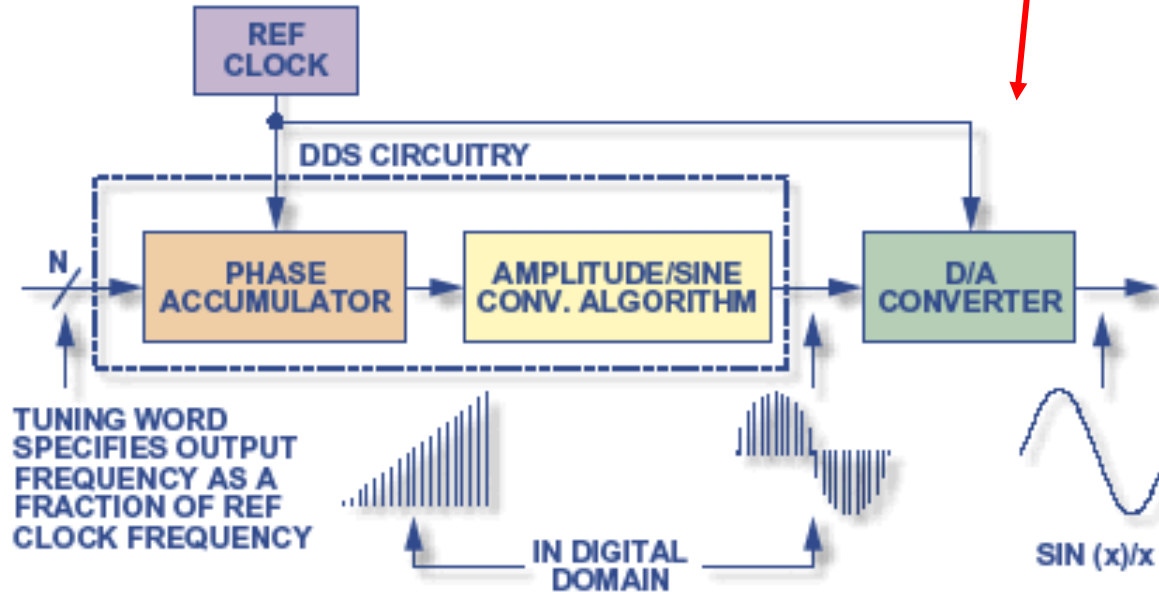 REF
CLOCK
DDS CIRCUITRY
N
PHASE
ACCUMULATOR
AMPLITUDE/SINE
CONV. ALGORITHM
D/A
CONVERTER
TUNING WORD
SPECIFIES OUTPUT
FREQUENCY AS A
FRACTION OF REF
CLOCK FREQUENCY
IN DIGITAL
DOMAIN
SIN (x)/x